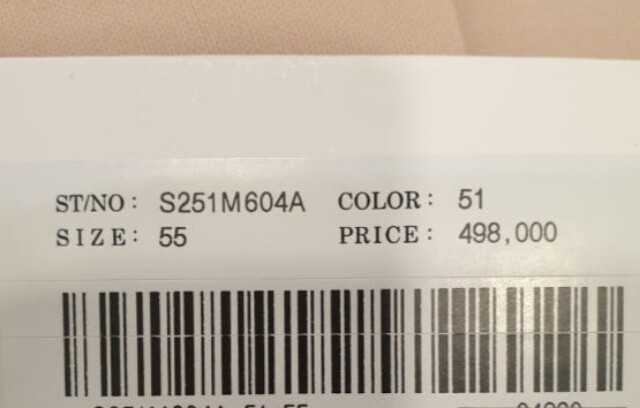 ST/NO : S251M604A COLOR : 51
SIZE: 55 PRICE : 498,000